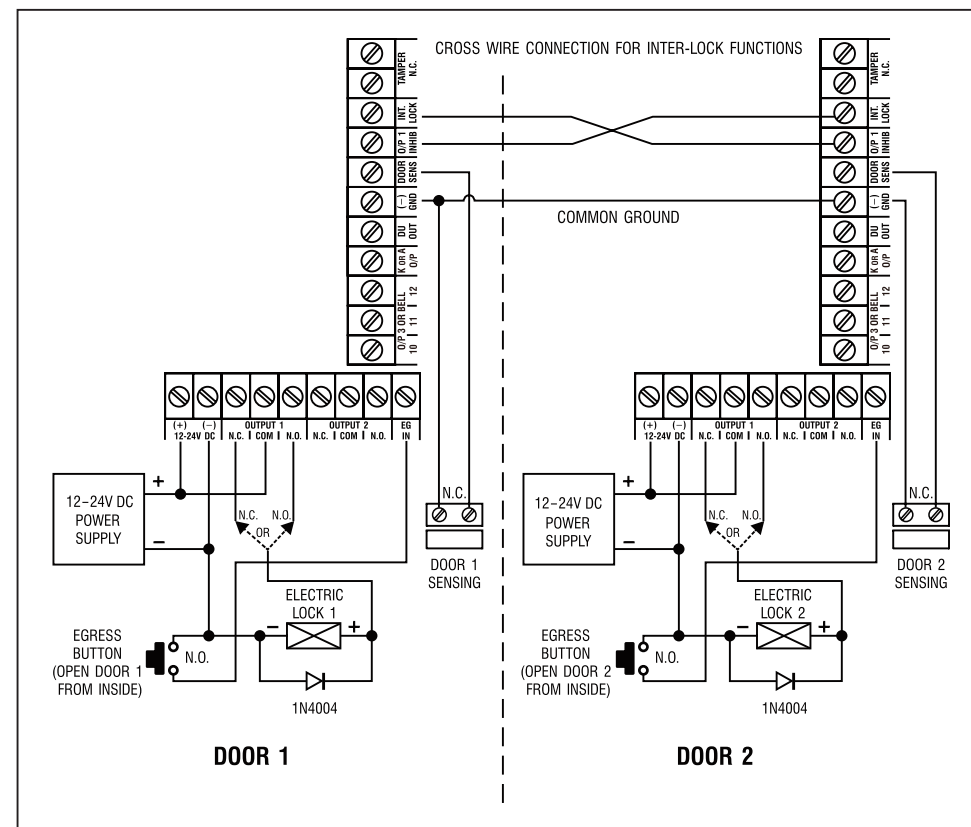 CROSS WIRE CONNECTION FOR INTER-LOCK FUNCTIONS
TAMPER
N.C.
INT.
LOCK
O/P 1
INHIB
DOOR
SENS
(–)
GND
DU
OUT
K OR A
O/P
O/P 3 OR BELL
10 11 12
TAMPER
N.C.
INT.
LOCK
O/P 1
INHIB
DOOR
SENS
(–)
GND
DU
OUT
K OR A
O/P
O/P 3 OR BELL
10 11 12
COMMON GROUND
(+) (–) OUTPUT 1 OUTPUT 2 EG
12-24V DC N.C. COM N.O. N.C. COM N.O. IN
12–24V DC
POWER
SUPPLY
+
–
N.C. N.O.
OR
N.C.
DOOR 1
SENSING
ELECTRIC
LOCK 1
– +
EGRESS
BUTTON
(OPEN DOOR 1
FROM INSIDE)
N.O.
1N4004
DOOR 1
(+) (–) OUTPUT 1 OUTPUT 2 EG
12-24V DC N.C. COM N.O. N.C. COM N.O. IN
12–24V DC
POWER
SUPPLY
+
–
N.C. N.O.
OR
N.C.
DOOR 2
SENSING
ELECTRIC
LOCK 2
– +
EGRESS
BUTTON
(OPEN DOOR 2
FROM INSIDE)
N.O.
1N4004
DOOR 2